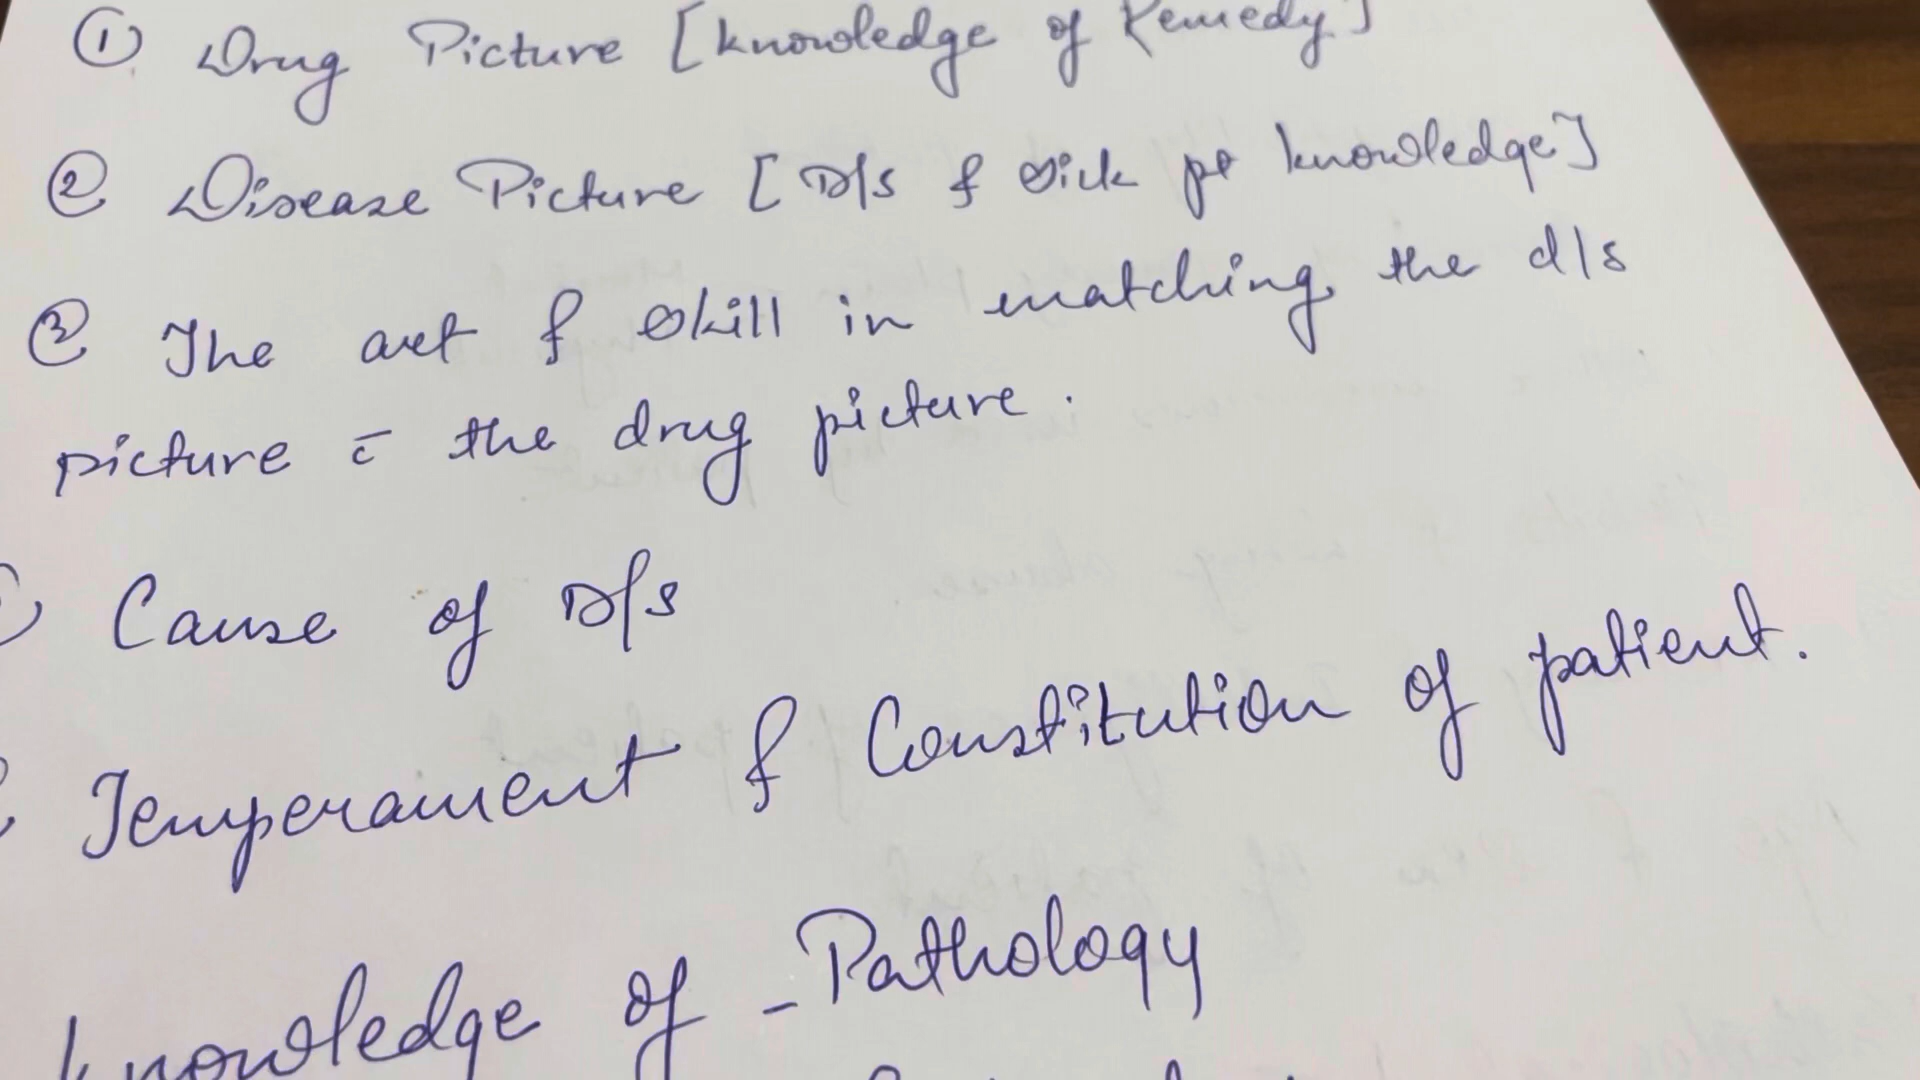 ① Drug Picture [knowledge of Remedy]
② Disease Picture [D/s & Sick pt knowledge]
③ The art & skill in matching the d/s
picture c̄ the drug picture.
Cause of D/s
Temperament & Constitution of patient.
knowledge of Pathology